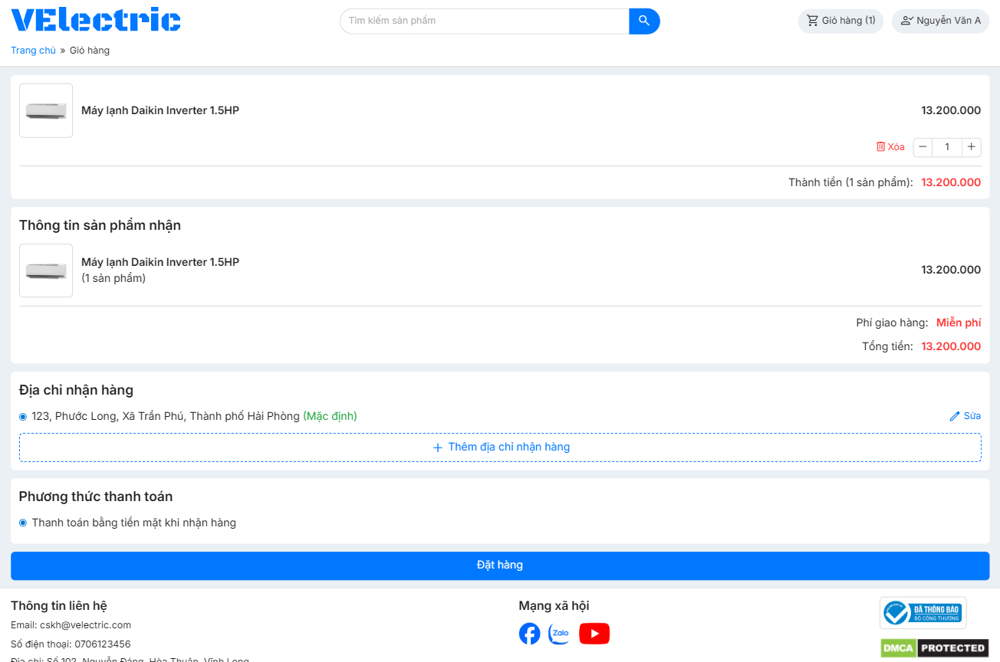 VElectric
Tìm kiếm sản phẩm
Giỏ hàng (1)
Nguyễn Văn A
Trang chủ » Giỏ hàng
Máy lạnh Daikin Inverter 1.5HP
13.200.000
Xóa
1
Thành tiền (1 sản phẩm): 13.200.000
Thông tin sản phẩm nhận
Máy lạnh Daikin Inverter 1.5HP
(1 sản phẩm)
13.200.000
Phí giao hàng: Miễn phí
Tổng tiền: 13.200.000
Địa chỉ nhận hàng
123, Phước Long, Xã Trần Phú, Thành phố Hải Phòng (Mặc định)
Sửa
Thêm địa chỉ nhận hàng
Phương thức thanh toán
Thanh toán bằng tiền mặt khi nhận hàng
Đặt hàng
Thông tin liên hệ
Email: cskh@velectric.com
Số điện thoại: 0706123456
Địa chỉ: Số 102, Nguyễn Đáng, Hòa Thuận, Vĩnh Long
Mạng xã hội
Zalo
ĐÃ THÔNG BÁO
BỘ CÔNG THƯƠNG
DMCA PROTECTED